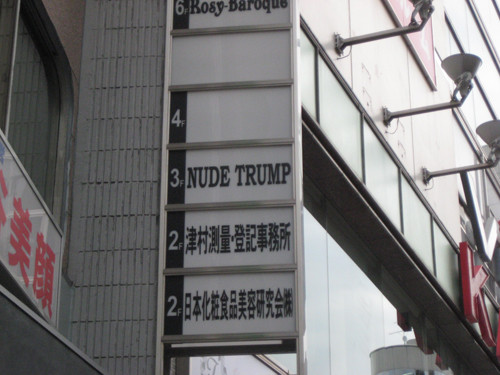 6F Rosy-Baroque
4F
3F NUDE TRUMP
2F 津村測量・登記事務所
2F 日本化粧食品美容研究会㈱
美顔
K